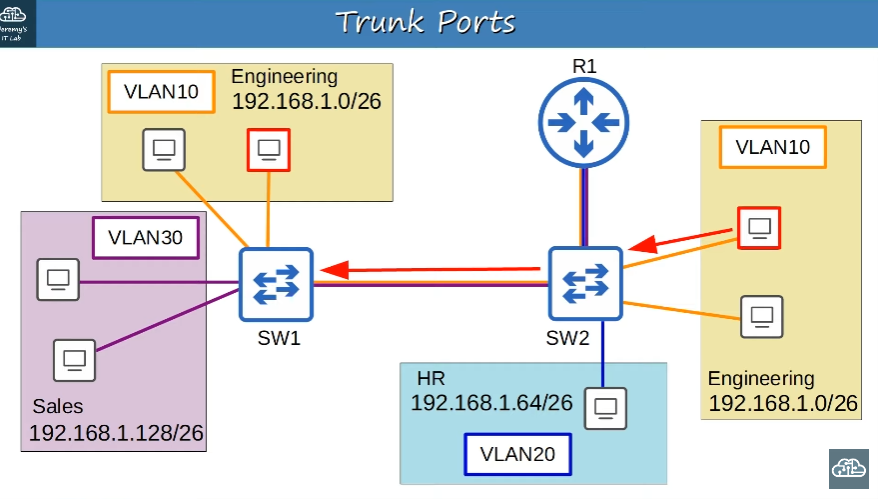 Jeremy's
IT Lab
Trunk Ports
R1
VLAN10
Engineering
192.168.1.0/26
VLAN10
VLAN30
SW1
SW2
Sales
192.168.1.128/26
HR
192.168.1.64/26
VLAN20
Engineering
192.168.1.0/26